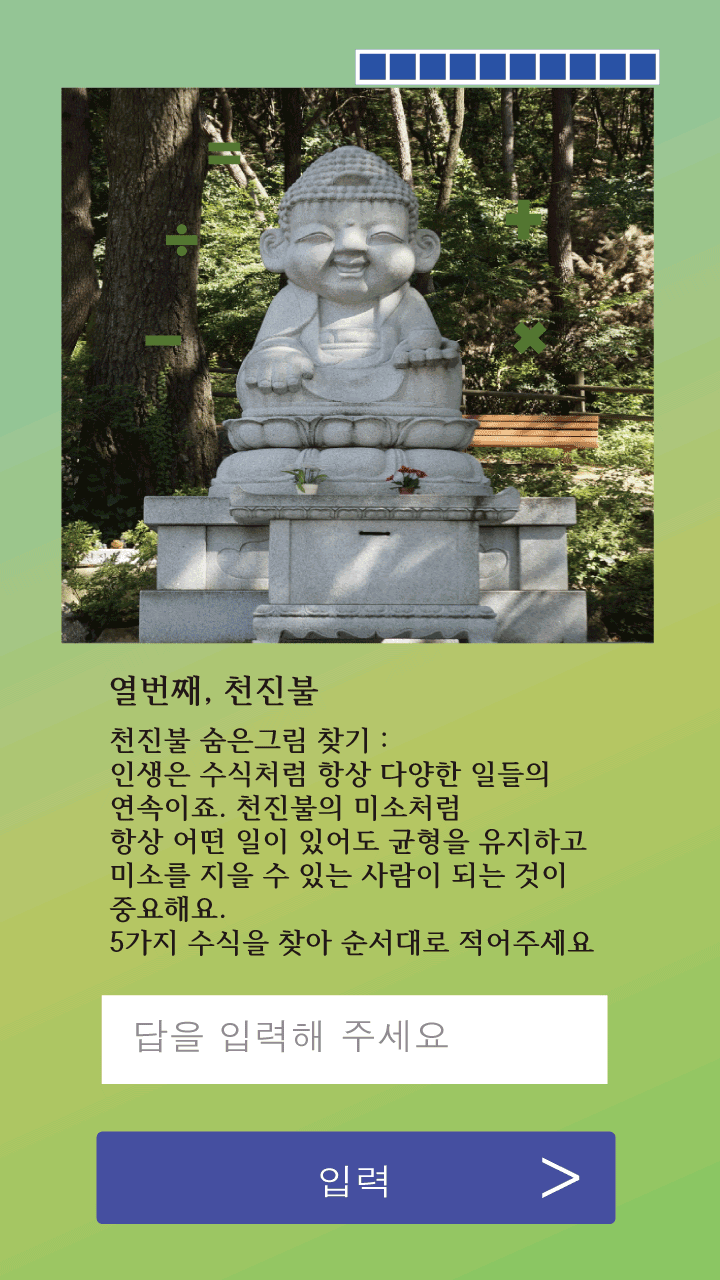 =
÷
+
−
×
열번째, 천진불
천진불 숨은그림 찾기 :
인생은 수식처럼 항상 다양한 일들의
연속이죠. 천진불의 미소처럼
항상 어떤 일이 있어도 균형을 유지하고
미소를 지을 수 있는 사람이 되는 것이
중요해요.
5가지 수식을 찾아 순서대로 적어주세요
답을 입력해 주세요
입력 >